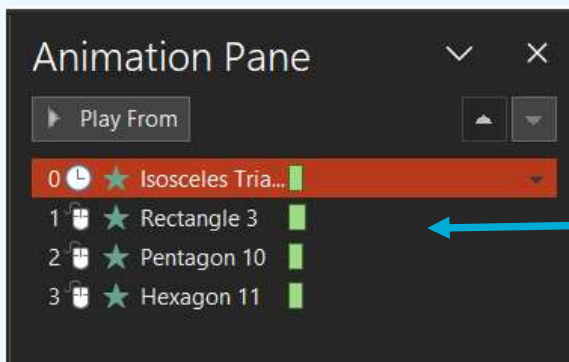 Animation Pane
Play From
0 Isosceles Tria...
1 Rectangle 3
2 Pentagon 10
3 Hexagon 11